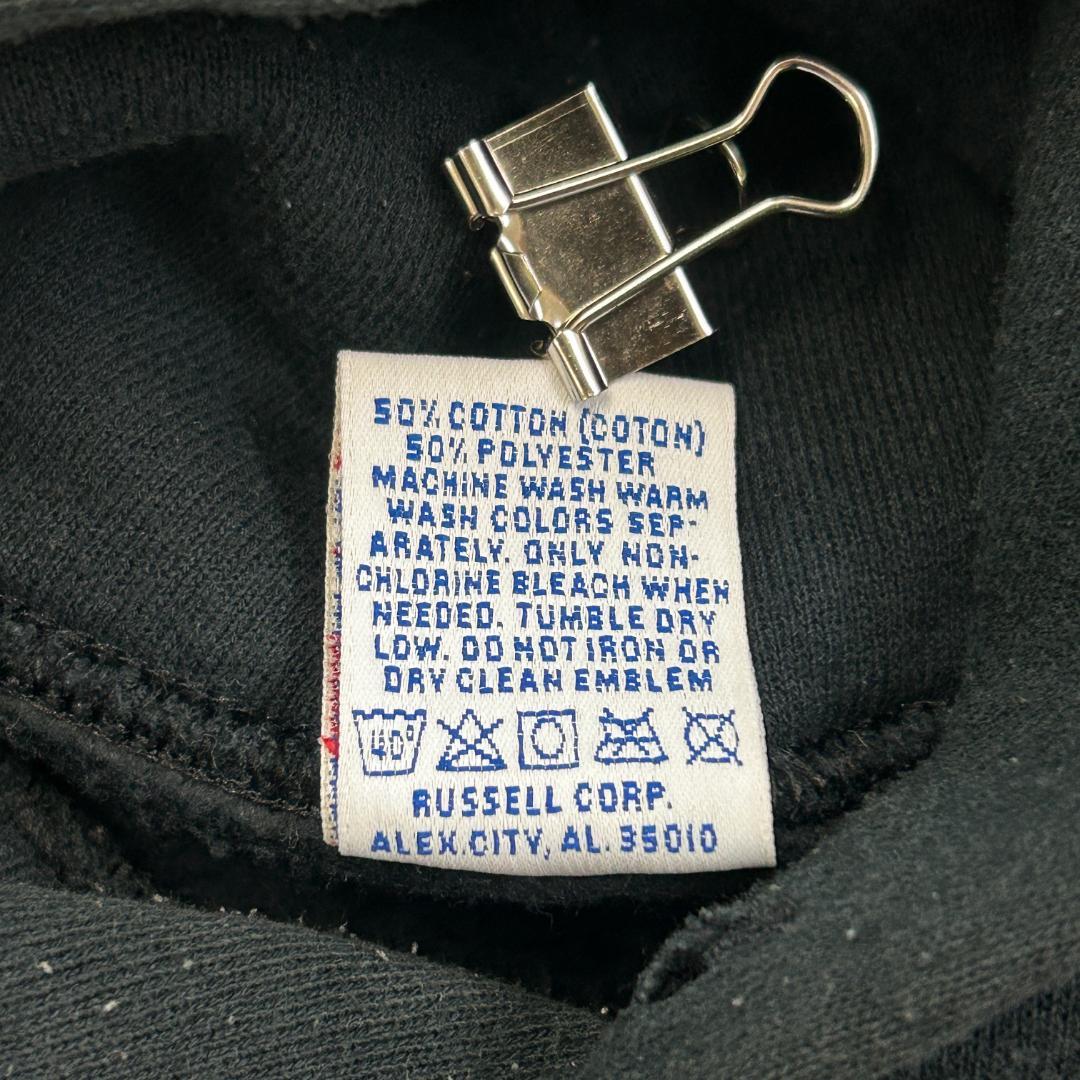 50% COTTON (COTON)
50% POLYESTER
MACHINE WASH WARM
WASH COLORS SEP-
ARATELY. ONLY NON-
CHLORINE BLEACH WHEN
NEEDED. TUMBLE DRY
LOW. DO NOT IRON OR
DRY CLEAN EMBLEM
40°
RUSSELL CORP.
ALEX.CITY, AL. 35010